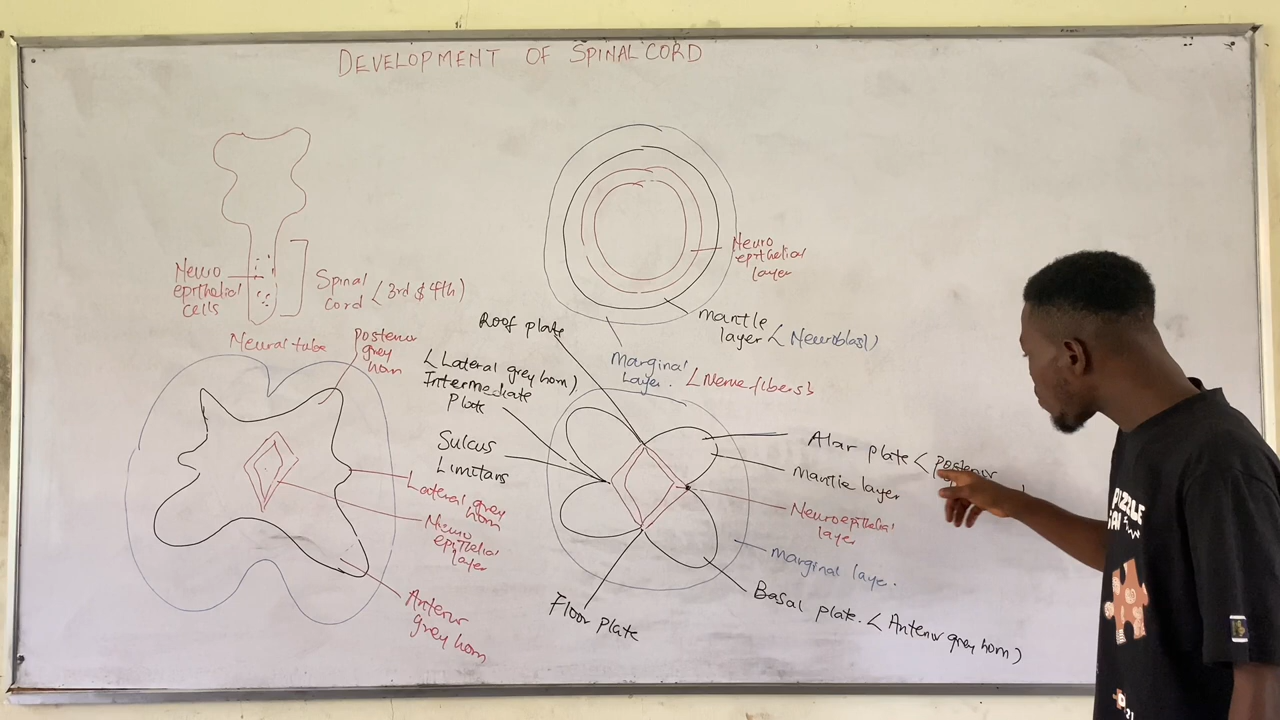 DEVELOPMENT OF SPINAL CORD
Neuro
epithelial
cells
Spinal
cord < 3rd & 4th)
Neural tube
Neuro
epithelial
layer
mantle
layer < Neuroblast)
Marginal
layer. < Nerve fibers)
Posterior
grey
horn
Lateral grey
horn
Neuro
epithelial
layer
Anterior
grey horn
Roof plate
< Lateral grey horn)
Intermediate
Plate
Sulcus
Limitans
Floor plate
Alar plate < Posterior
mantle layer
Neuroepithelial
layer
marginal laye.
Basal plate. < Anterior grey horn)
PUZZLE